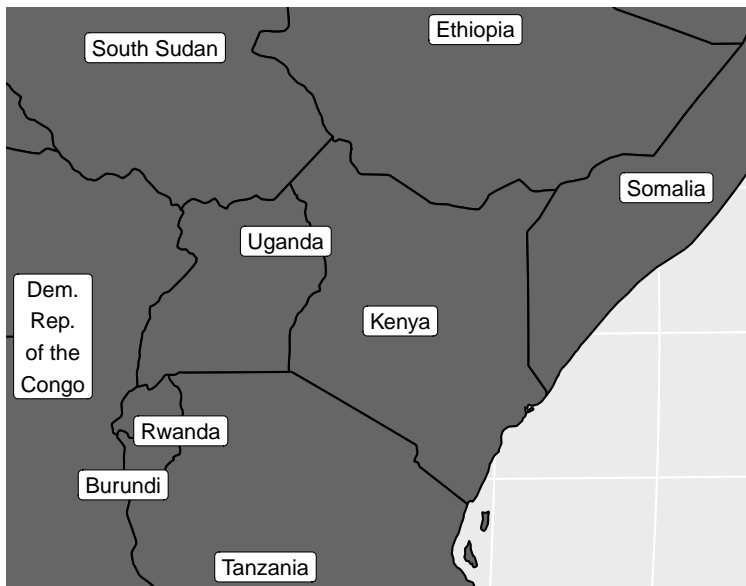 Ethiopia
South Sudan
Somalia
Uganda
Dem.
Rep.
of the
Congo
Kenya
Rwanda
Burundi
Tanzania